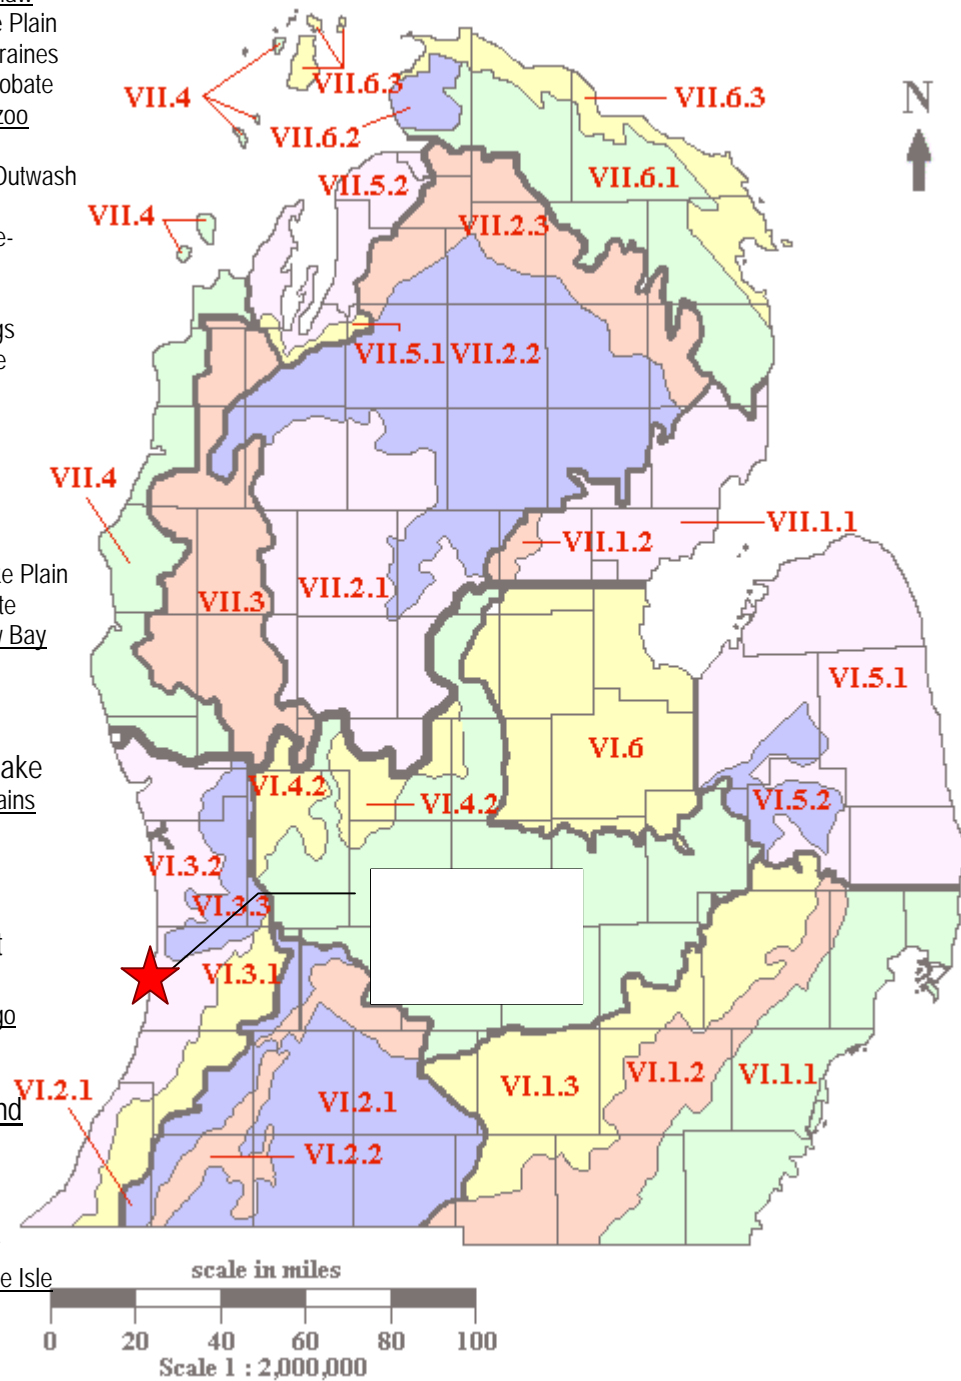 e Plain
raines
obate
zoo
Outwash
e-
gs
e
ke Plain
te
y Bay
ake
ains
t
go
nd
e Isle
N
VII.4
VII.6.3
VII.6.3
VII.6.2
VII.6.1
VII.5.2
VII.4
VII.2.3
VII.5.1
VII.2.2
VII.4
VII.1.1
VII.1.2
VII.3
VII.2.1
VI.5.1
VI.6
VI.4.2
VI.4.2
VI.5.2
VI.3.2
VI.3.3
VI.3.1
VI.2.1
VI.2.1
VI.1.3
VI.1.2
VI.1.1
VI.2.2
scale in miles
0 20 40 60 80 100
Scale 1 : 2,000,000